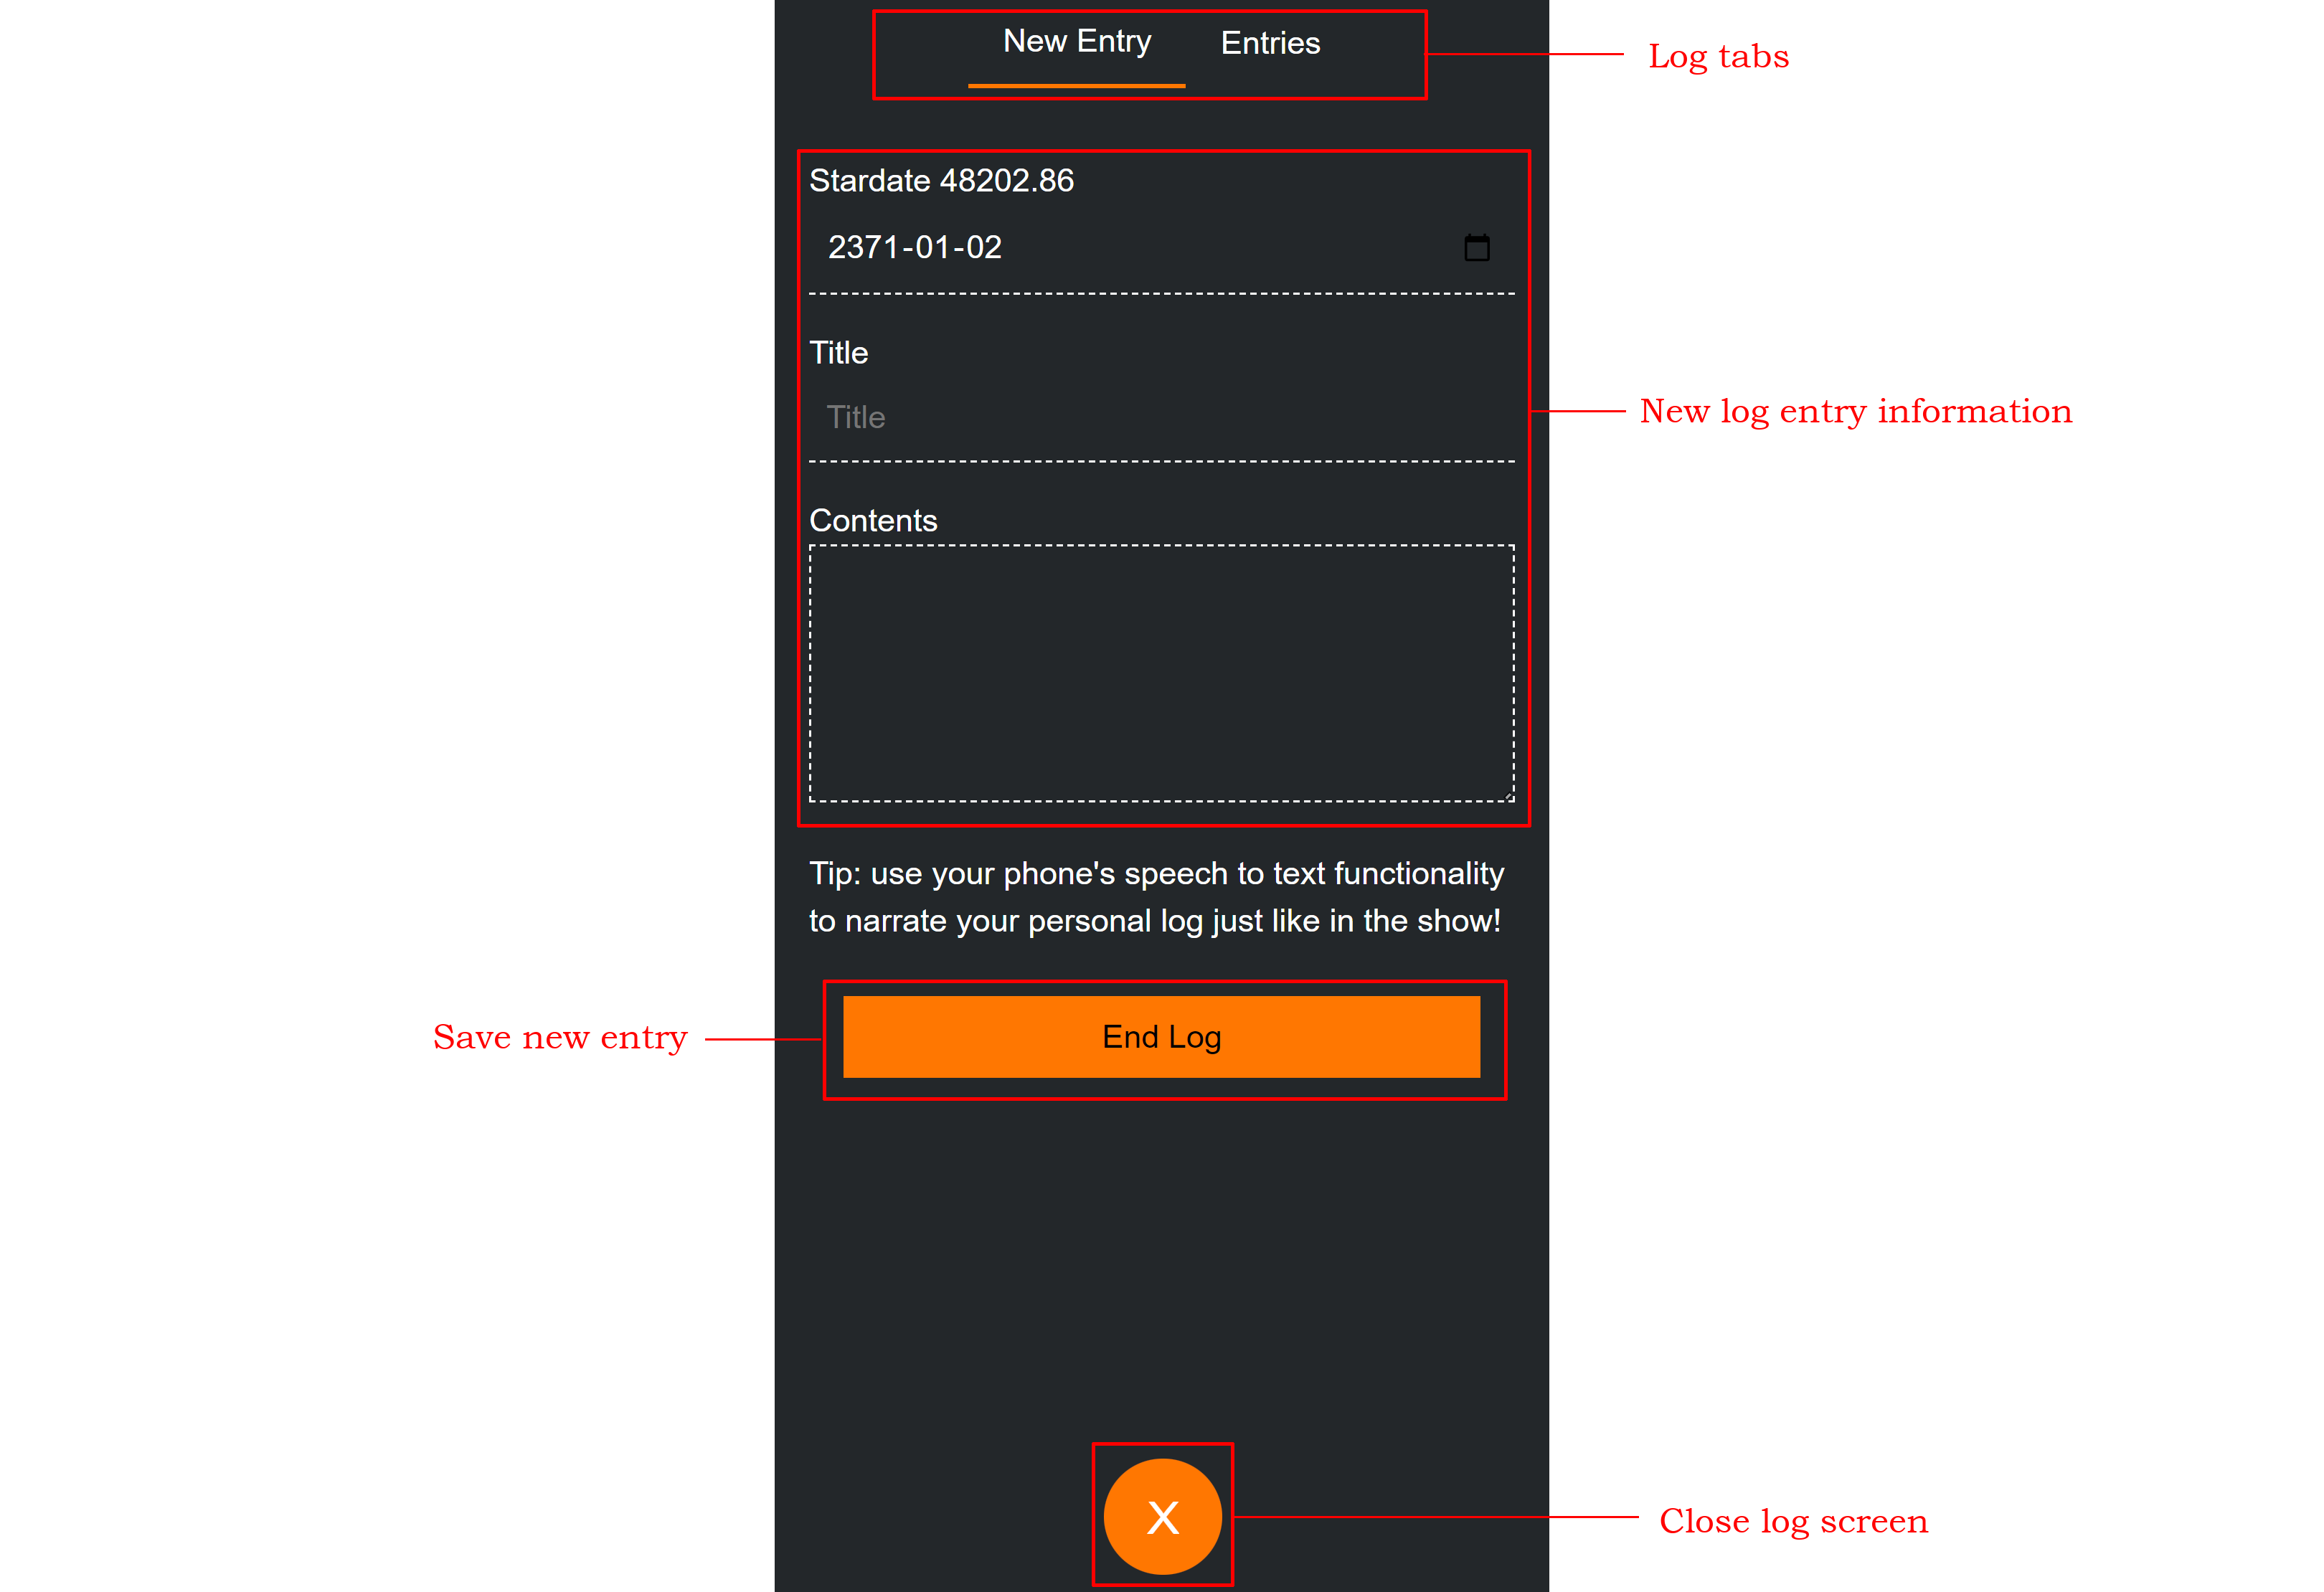 New Entry
Entries
Log tabs
Stardate 48202.86
2371-01-02
Title
Title
New log entry information
Contents
Tip: use your phone's speech to text functionality
to narrate your personal log just like in the show!
Save new entry
End Log
X
Close log screen